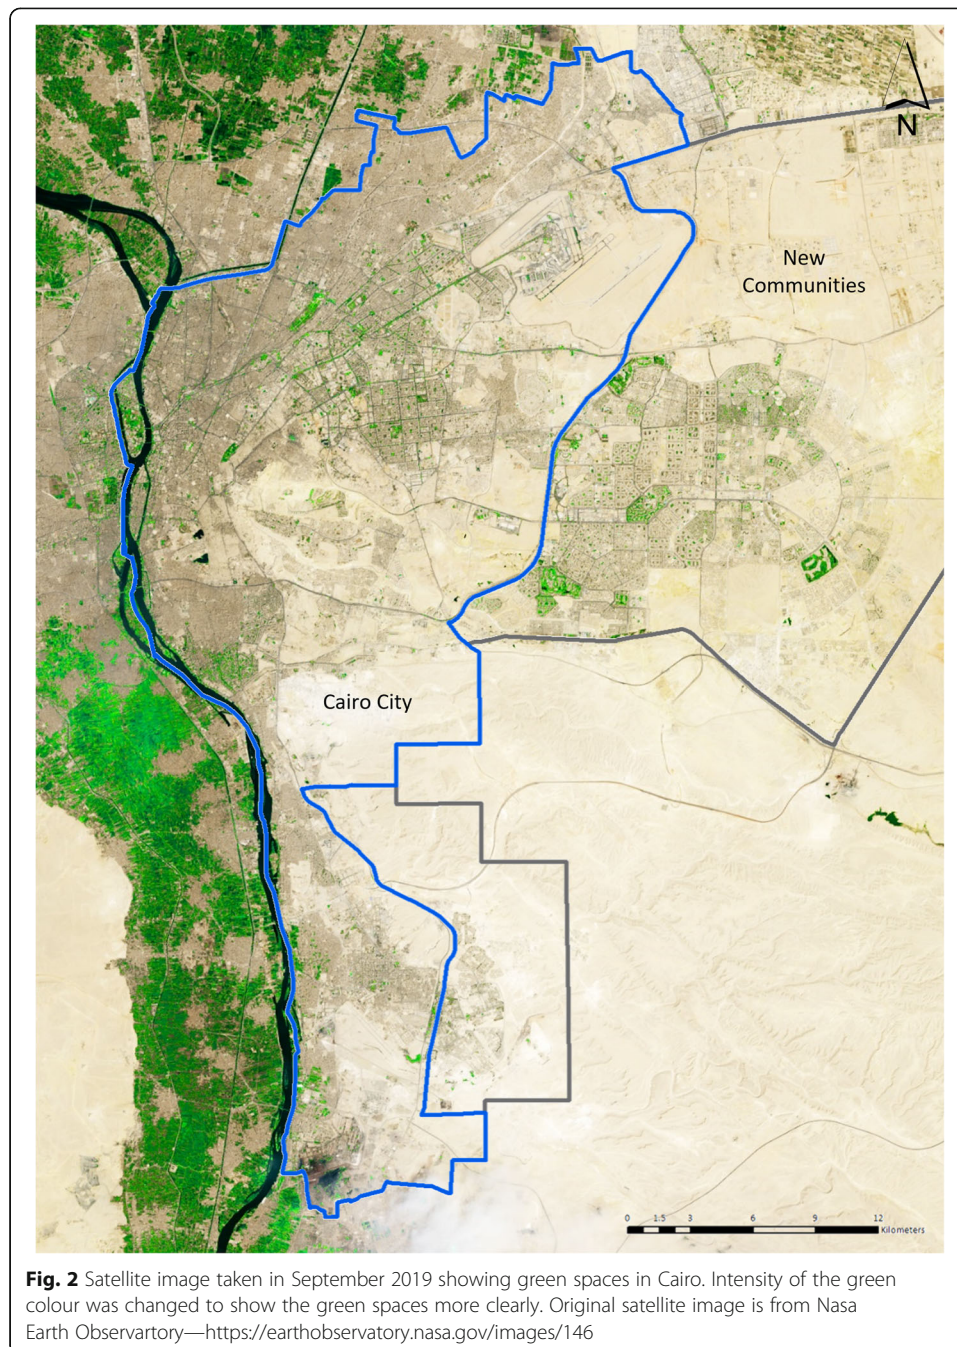 N
New
Communities
Cairo City
0 1.5 3 6 9 12
Kilometers
Fig. 2 Satellite image taken in September 2019 showing green spaces in Cairo. Intensity of the green
colour was changed to show the green spaces more clearly. Original satellite image is from Nasa
Earth Observartory—https://earthobservatory.nasa.gov/images/146